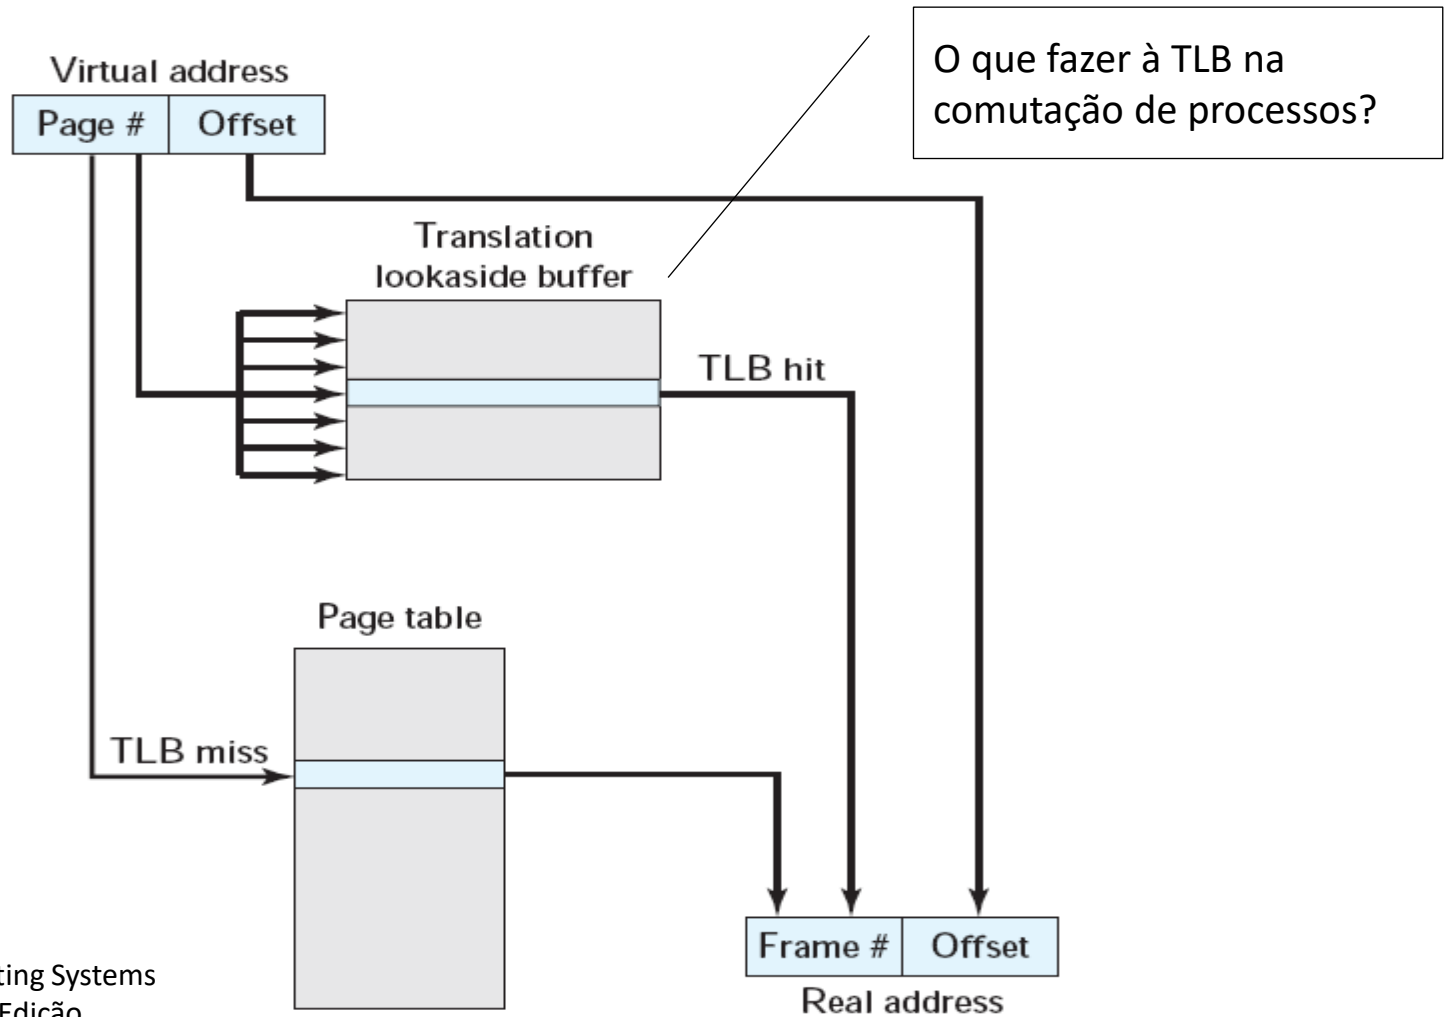 O que fazer à TLB na
comutação de processos?
Virtual address
Page # Offset
Translation
lookaside buffer
TLB hit
Page table
TLB miss
Frame # Offset
Real address
ting Systems
Edição